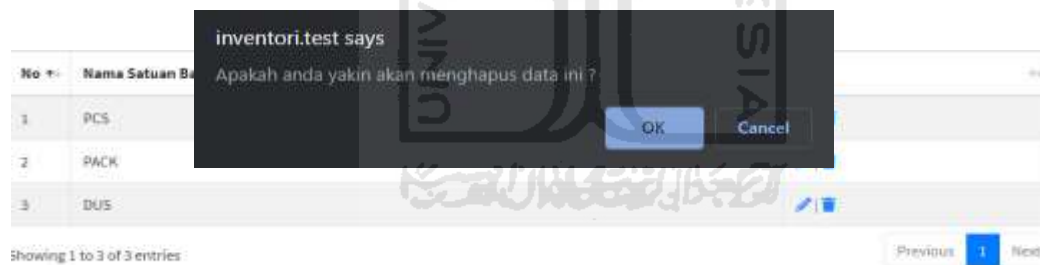 inventori.test says
No Nama Satuan Ba
Apakah anda yakin akan menghapus data ini ?
1 PCS
OK Cancel
2 PACK
3 DUS
Showing 1 to 3 of 3 entries
Previous 1 Next